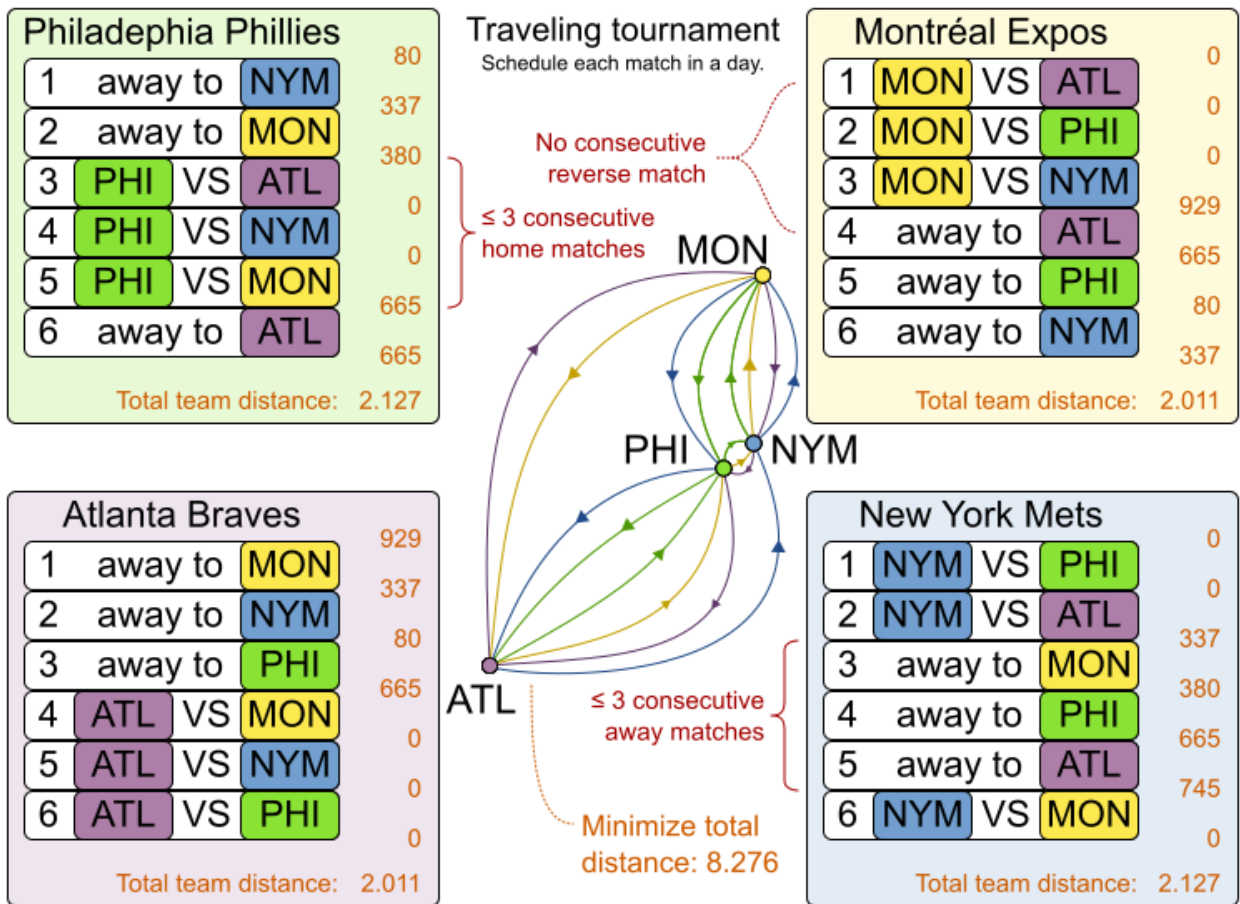 Philadephia Phillies
80
1 away to NYM
337
2 away to MON
380
3 PHI VS ATL
0
4 PHI VS NYM
0
5 PHI VS MON
665
6 away to ATL
665
Total team distance: 2.127
Traveling tournament
Schedule each match in a day.
No consecutive
reverse match
≤ 3 consecutive
home matches
Montréal Expos
0
1 MON VS ATL
0
2 MON VS PHI
0
3 MON VS NYM
929
4 away to ATL
665
5 away to PHI
80
6 away to NYM
337
Total team distance: 2.011
MON
PHI
NYM
ATL
Atlanta Braves
929
1 away to MON
337
2 away to NYM
80
3 away to PHI
665
4 ATL VS MON
0
5 ATL VS NYM
0
6 ATL VS PHI
0
Total team distance: 2.011
≤ 3 consecutive
away matches
Minimize total
distance: 8.276
New York Mets
0
1 NYM VS PHI
0
2 NYM VS ATL
337
3 away to MON
380
4 away to PHI
665
5 away to ATL
745
6 NYM VS MON
0
Total team distance: 2.127